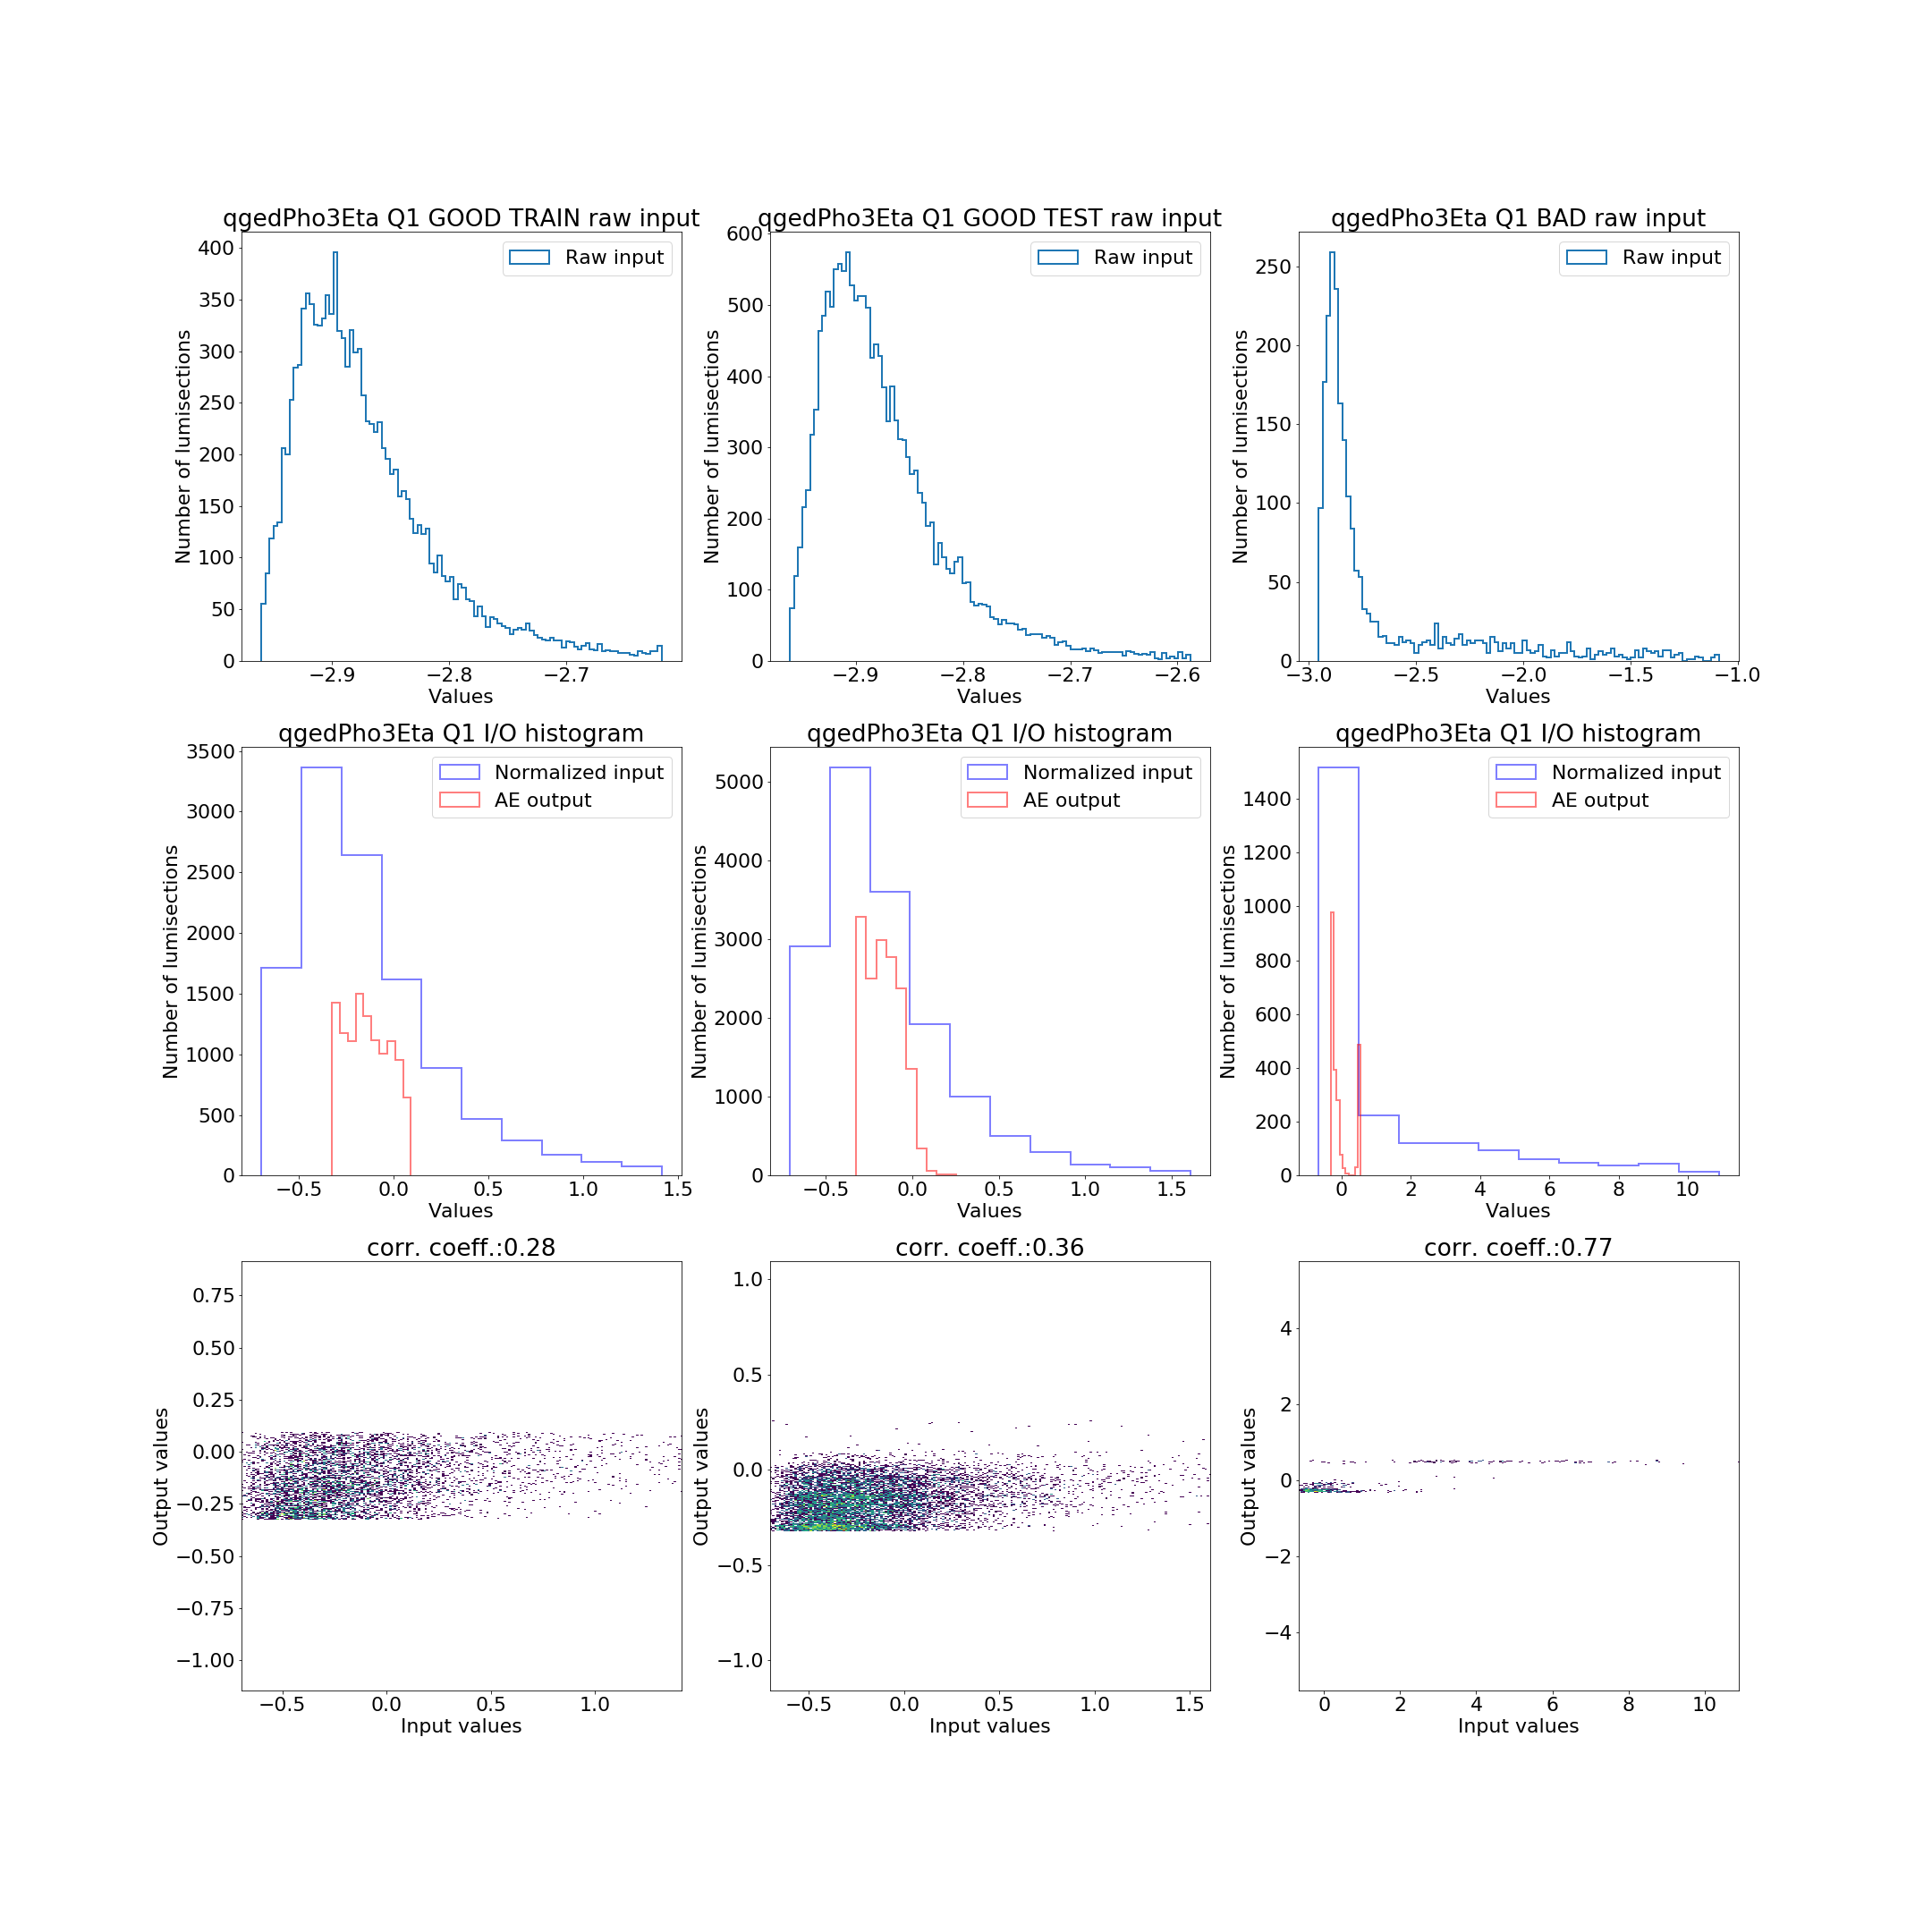 qgedPho3Eta Q1 GOOD TRAIN raw input
Raw input
Number of lumisections
400
350
300
250
200
150
100
50
0
−2.9 −2.8 −2.7
Values
qgedPho3Eta Q1 GOOD TEST raw input
Raw input
Number of lumisections
600
500
400
300
200
100
0
−2.9 −2.8 −2.7 −2.6
Values
qgedPho3Eta Q1 BAD raw input
Raw input
Number of lumisections
250
200
150
100
50
0
−3.0 −2.5 −2.0 −1.5 −1.0
Values
qgedPho3Eta Q1 I/O histogram
Normalized input
AE output
Number of lumisections
3500
3000
2500
2000
1500
1000
500
0
−0.5 0.0 0.5 1.0 1.5
Values
qgedPho3Eta Q1 I/O histogram
Normalized input
AE output
Number of lumisections
5000
4000
3000
2000
1000
0
−0.5 0.0 0.5 1.0 1.5
Values
qgedPho3Eta Q1 I/O histogram
Normalized input
AE output
Number of lumisections
1400
1200
1000
800
600
400
200
0
0 2 4 6 8 10
Values
corr. coeff.:0.28
Output values
0.75
0.50
0.25
0.00
−0.25
−0.50
−0.75
−1.00
−0.5 0.0 0.5 1.0
Input values
corr. coeff.:0.36
Output values
1.0
0.5
0.0
−0.5
−1.0
−0.5 0.0 0.5 1.0 1.5
Input values
corr. coeff.:0.77
Output values
4
2
0
−2
−4
0 2 4 6 8 10
Input values